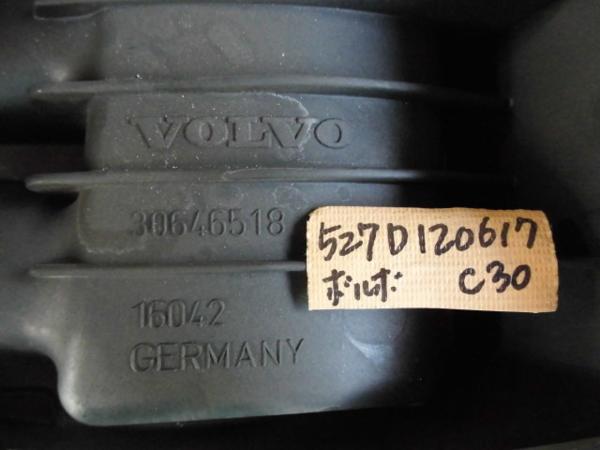 VOLVO
30646518
16042
GERMANY
527D120617
ボルボ C30